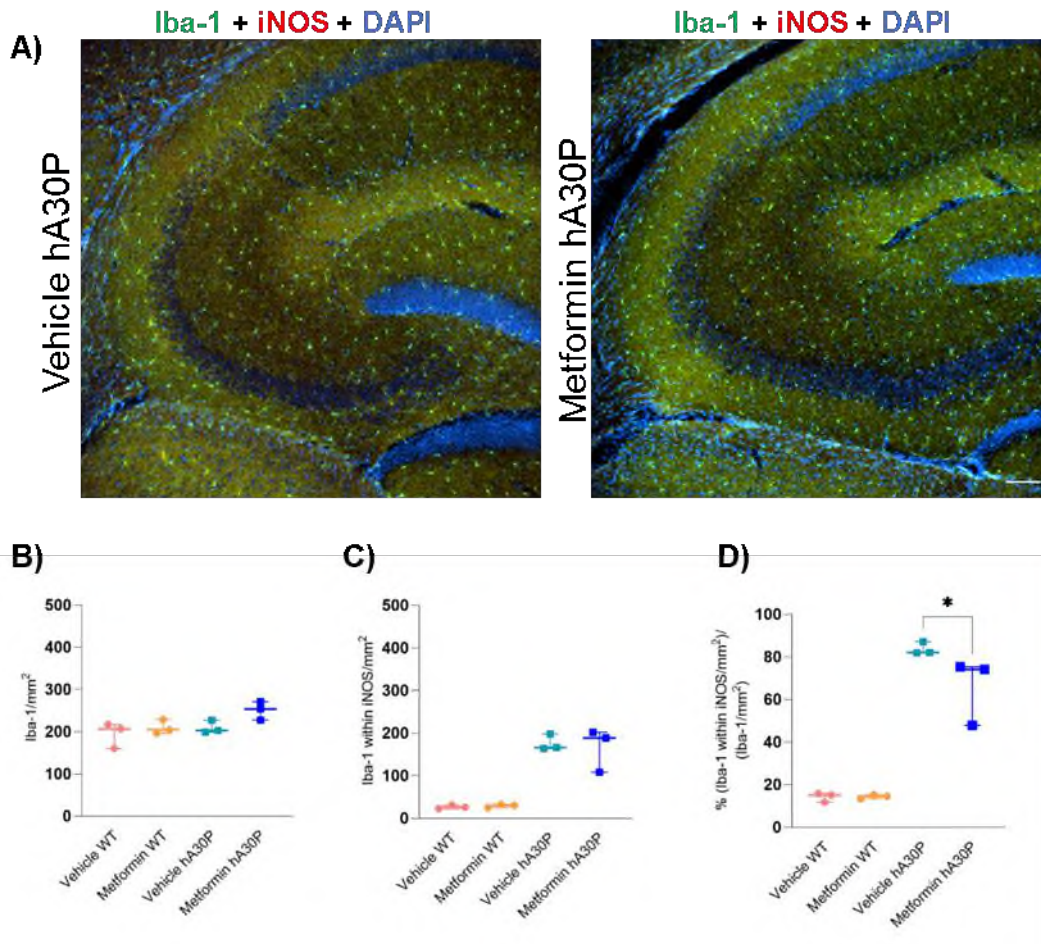 Iba-1 + iNOS + DAPI
Iba-1 + iNOS + DAPI
A)
Vehicle hA30P
Metformin hA30P
B)
C)
D)
Iba-1/mm²
500
400
300
200
100
0
Vehicle WT
Metformin WT
Vehicle hA30P
Metformin hA30P
Iba-1 within iNOS/mm²
500
400
300
200
100
0
Vehicle WT
Metformin WT
Vehicle hA30P
Metformin hA30P
% (Iba-1 within iNOS/mm²)/
(Iba-1/mm²)
100
80
60
40
20
0
*
Vehicle WT
Metformin WT
Vehicle hA30P
Metformin hA30P